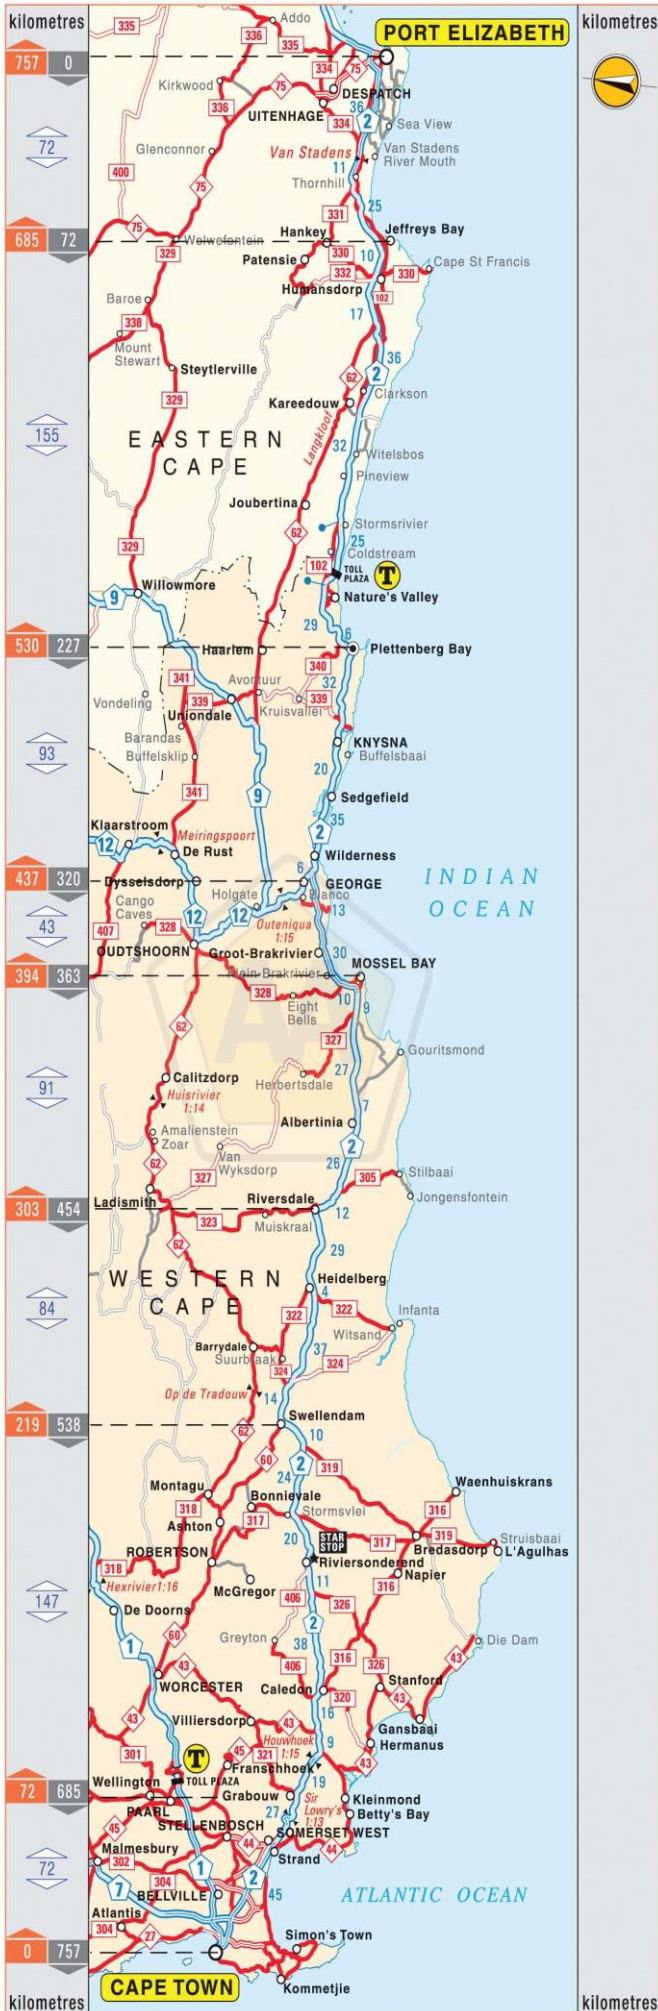 kilometres
kilometres
335
Addo
336
335
PORT ELIZABETH
757
0
334
75
Kirkwood
75
DESPATCH
336
36
UITENHAGE
334
2
Sea View
72
Glenconnor
Van Stadens
Van Stadens
River Mouth
11
400
Thornhill
75
25
331
75
Hankey
Jeffreys Bay
685
72
Wolwefontein
329
330
10
Patensie
332
330
Cape St Francis
Humansdorp
102
Baroe
17
338
Mount
Stewart
36
Steytlerville
62
2
329
Clarkson
Kareedouw
155
EASTERN
CAPE
Langkloof
32
Witelsbos
Pineview
Joubertina
62
Stormsrivier
329
25
Coldstream
102
TOLL
PLAZA
T
Willowmore
9
Nature's Valley
29
6
530
227
Haarlem
Plettenberg Bay
340
341
Avontuur
32
Vondeling
339
Kruisvallei
339
Uniondale
Barandas
KNYSNA
93
Buffelsklip
Buffelsbaai
20
9
341
Sedgefield
35
Klaarstroom
2
12
Meiringspoort
De Rust
Wilderness
6
437
320
Dysselsdorp
GEORGE
INDIAN
OCEAN
Cango
Caves
Holgate
Blanco
12
12
13
43
407
328
Outeniqua
1:15
OUDTSHOORN
Groot-Brakrivier
30
394
363
Klein-Brakrivier
MOSSEL BAY
328
10
9
Eight
Bells
62
327
Gouritsmond
27
Calitzdorp
Herbertsdale
91
Huisrivier
1:14
7
Albertinia
Amalienstein
Zoar
2
Van
Wyksdorp
26
62
327
305
Stilbaai
Ladismith
Jongensfontein
303
454
Riversdale
12
323
Muiskraal
62
29
WESTERN
CAPE
Heidelberg
4
84
322
322
Infanta
Witsand
Barrydale
37
Suurbraak
324
324
Op de Tradouw
14
219
538
Swellendam
62
10
60
2
319
24
Montagu
Waenhuiskrans
318
Bonnievale
316
Stormsvlei
Ashton
317
317
319
Struisbaai
ROBERTSON
20
STAR
STOP
Bredasdorp
L'Agulhas
318
Riviersonderend
Hexrivier 1:16
McGregor
11
316
Napier
147
De Doorns
406
326
2
1
60
Greyton
38
316
Die Dam
43
406
326
43
WORCESTER
Caledon
320
Stanford
43
43
16
Gansbaai
Villiersdorp
43
301
Houwhoek
1:15
9
Hermanus
T
45
321
43
Franschhoek
TOLL PLAZA
19
72
685
Wellington
Grabouw
Sir
Lowry's
1:13
Kleinmond
PAARL
27
Betty's Bay
45
STELLENBOSCH
44
SOMERSET WEST
Malmesbury
44
72
302
Strand
304
1
2
7
BELLVILLE
45
ATLANTIC OCEAN
Atlantis
304
27
Simon's Town
0
757
CAPE TOWN
Kommetjie
kilometres
kilometres